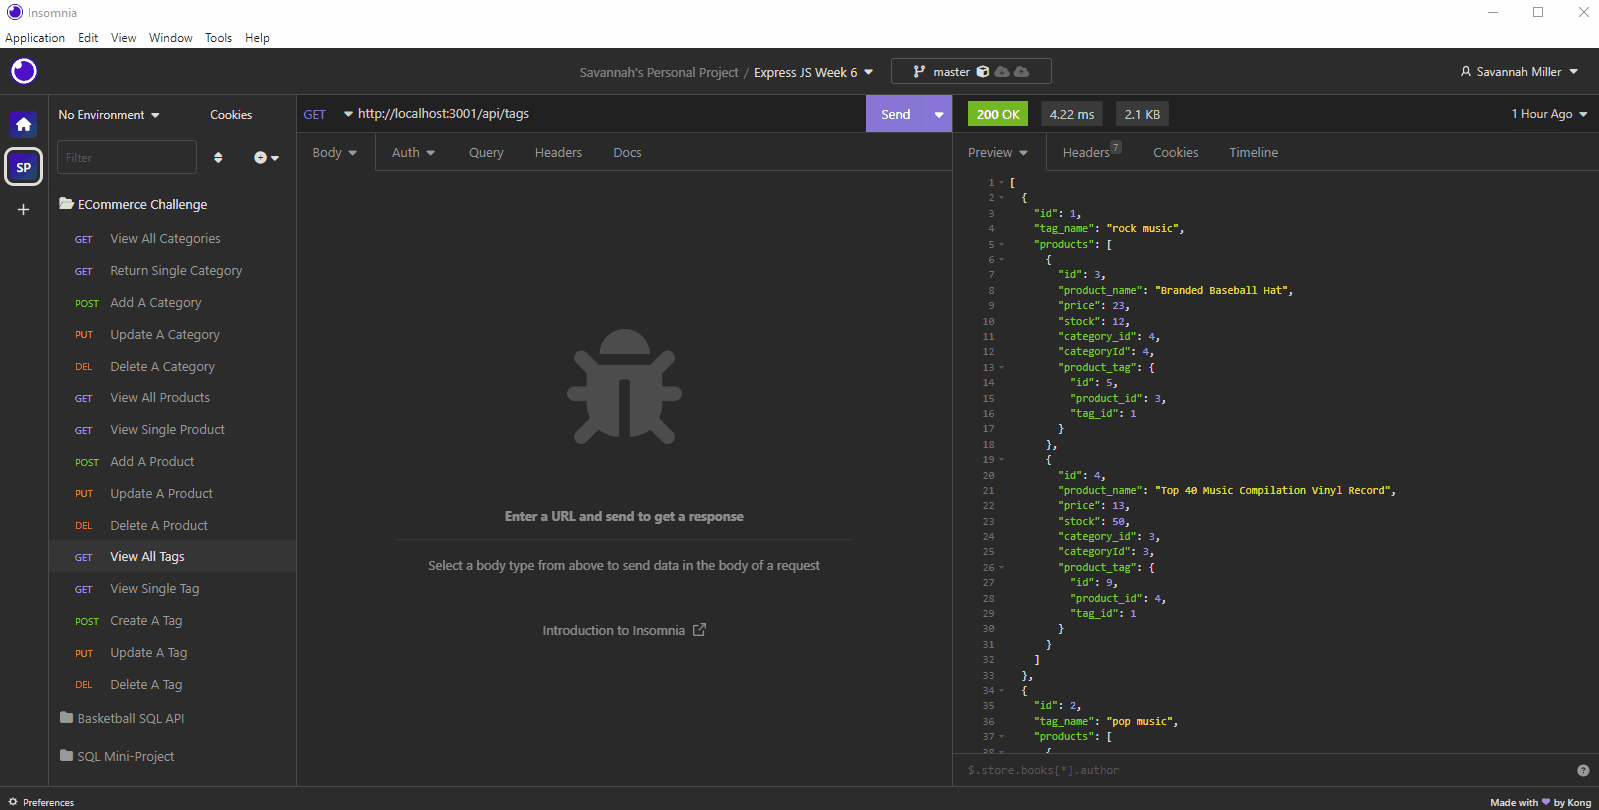 Insomnia
Application Edit View Window Tools Help
Savannah's Personal Project / Express JS Week 6
master
Savannah Miller
No Environment
Cookies
Filter
SP
ECommerce Challenge
GET View All Categories
GET Return Single Category
POST Add A Category
PUT Update A Category
DEL Delete A Category
GET View All Products
GET View Single Product
POST Add A Product
PUT Update A Product
DEL Delete A Product
GET View All Tags
GET View Single Tag
POST Create A Tag
PUT Update A Tag
DEL Delete A Tag
Basketball SQL API
SQL Mini-Project
Preferences
GET http://localhost:3001/api/tags
Send
Body Auth Query Headers Docs
Enter a URL and send to get a response
Select a body type from above to send data in the body of a request
Introduction to Insomnia
200 OK 4.22 ms 2.1 KB
1 Hour Ago
Preview Headers 7 Cookies Timeline
1 [
2 {
3 "id": 1,
4 "tag_name": "rock music",
5 "products": [
6 {
7 "id": 3,
8 "product_name": "Branded Baseball Hat",
9 "price": 23,
10 "stock": 12,
11 "category_id": 4,
12 "categoryId": 4,
13 "product_tag": {
14 "id": 5,
15 "product_id": 3,
16 "tag_id": 1
17 }
18 },
19 {
20 "id": 4,
21 "product_name": "Top 40 Music Compilation Vinyl Record",
22 "price": 13,
23 "stock": 50,
24 "category_id": 3,
25 "categoryId": 3,
26 "product_tag": {
27 "id": 9,
28 "product_id": 4,
29 "tag_id": 1
30 }
31 }
32 ]
33 },
34 {
35 "id": 2,
36 "tag_name": "pop music",
37 "products": [
38 {
$.store.books[*].author
?
Made with 💜 by Kong